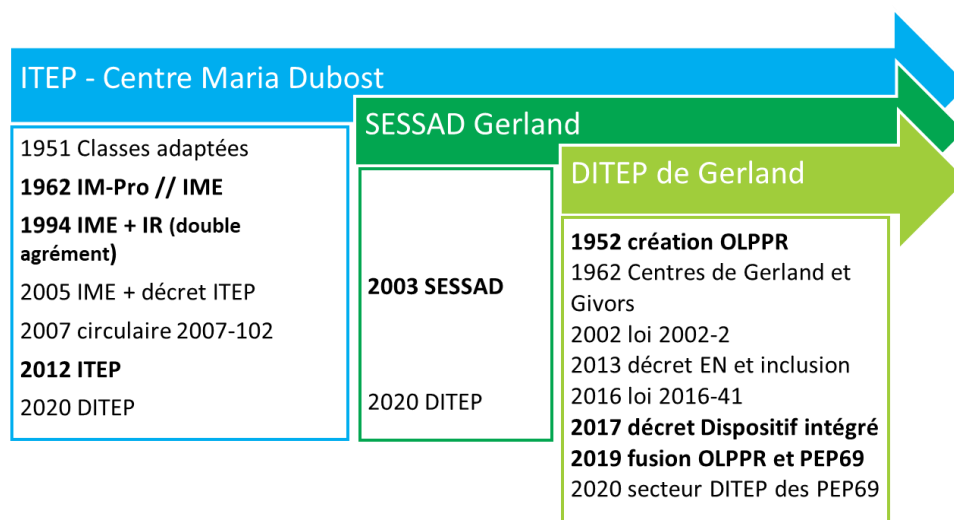 ITEP - Centre Maria Dubost
1951 Classes adaptées
1962 IM-Pro // IME
1994 IME + IR (double
agrément)
2005 IME + décret ITEP
2007 circulaire 2007-102
2012 ITEP
2020 DITEP
SESSAD Gerland
2003 SESSAD
2020 DITEP
DITEP de Gerland
1952 création OLPPR
1962 Centres de Gerland et
Givors
2002 loi 2002-2
2013 décret EN et inclusion
2016 loi 2016-41
2017 décret Dispositif intégré
2019 fusion OLPPR et PEP69
2020 secteur DITEP des PEP69